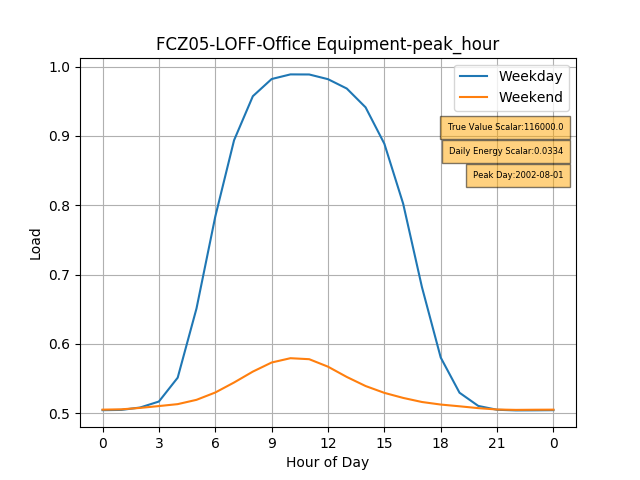 FCZ05-LOFF-Office Equipment-peak_hour
1.0
0.9
0.8
0.7
0.6
0.5
Load
Weekday
Weekend
True Value Scalar:116000.0
Daily Energy Scalar:0.0334
Peak Day:2002-08-01
0 3 6 9 12 15 18 21 0
Hour of Day